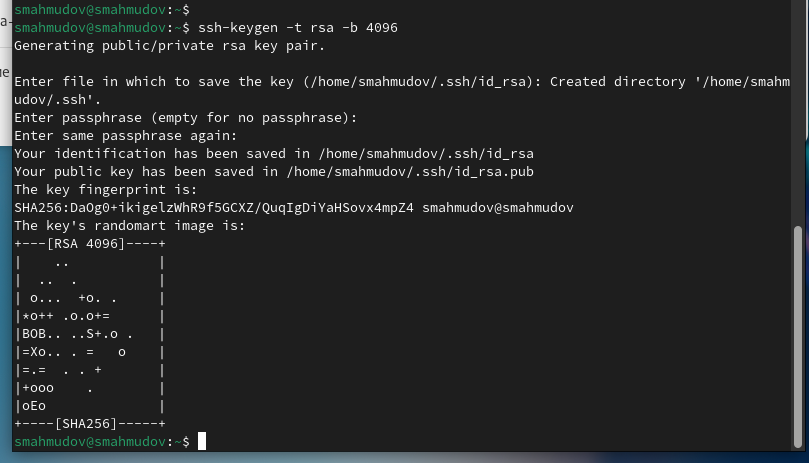 a-
ые
smahmudov@smahmudov:~$
smahmudov@smahmudov:~$ ssh-keygen -t rsa -b 4096
Generating public/private rsa key pair.
Enter file in which to save the key (/home/smahmudov/.ssh/id_rsa): Created directory '/home/smahm
udov/.ssh'.
Enter passphrase (empty for no passphrase):
Enter same passphrase again:
Your identification has been saved in /home/smahmudov/.ssh/id_rsa
Your public key has been saved in /home/smahmudov/.ssh/id_rsa.pub
The key fingerprint is:
SHA256:DaOg0+ikigelzWhR9f5GCXZ/QuqIgDiYaHSovx4mpZ4 smahmudov@smahmudov
The key's randomart image is:
+---[RSA 4096]----+
|    ..           |
|  ..  .          |
| o...  +o. .     |
|*o++ .o.o+=      |
|BOB.. ..S+.o .   |
|=Xo.. . =   o    |
|=.=  . . +       |
|+ooo    .        |
|oEo              |
+----[SHA256]-----+
smahmudov@smahmudov:~$